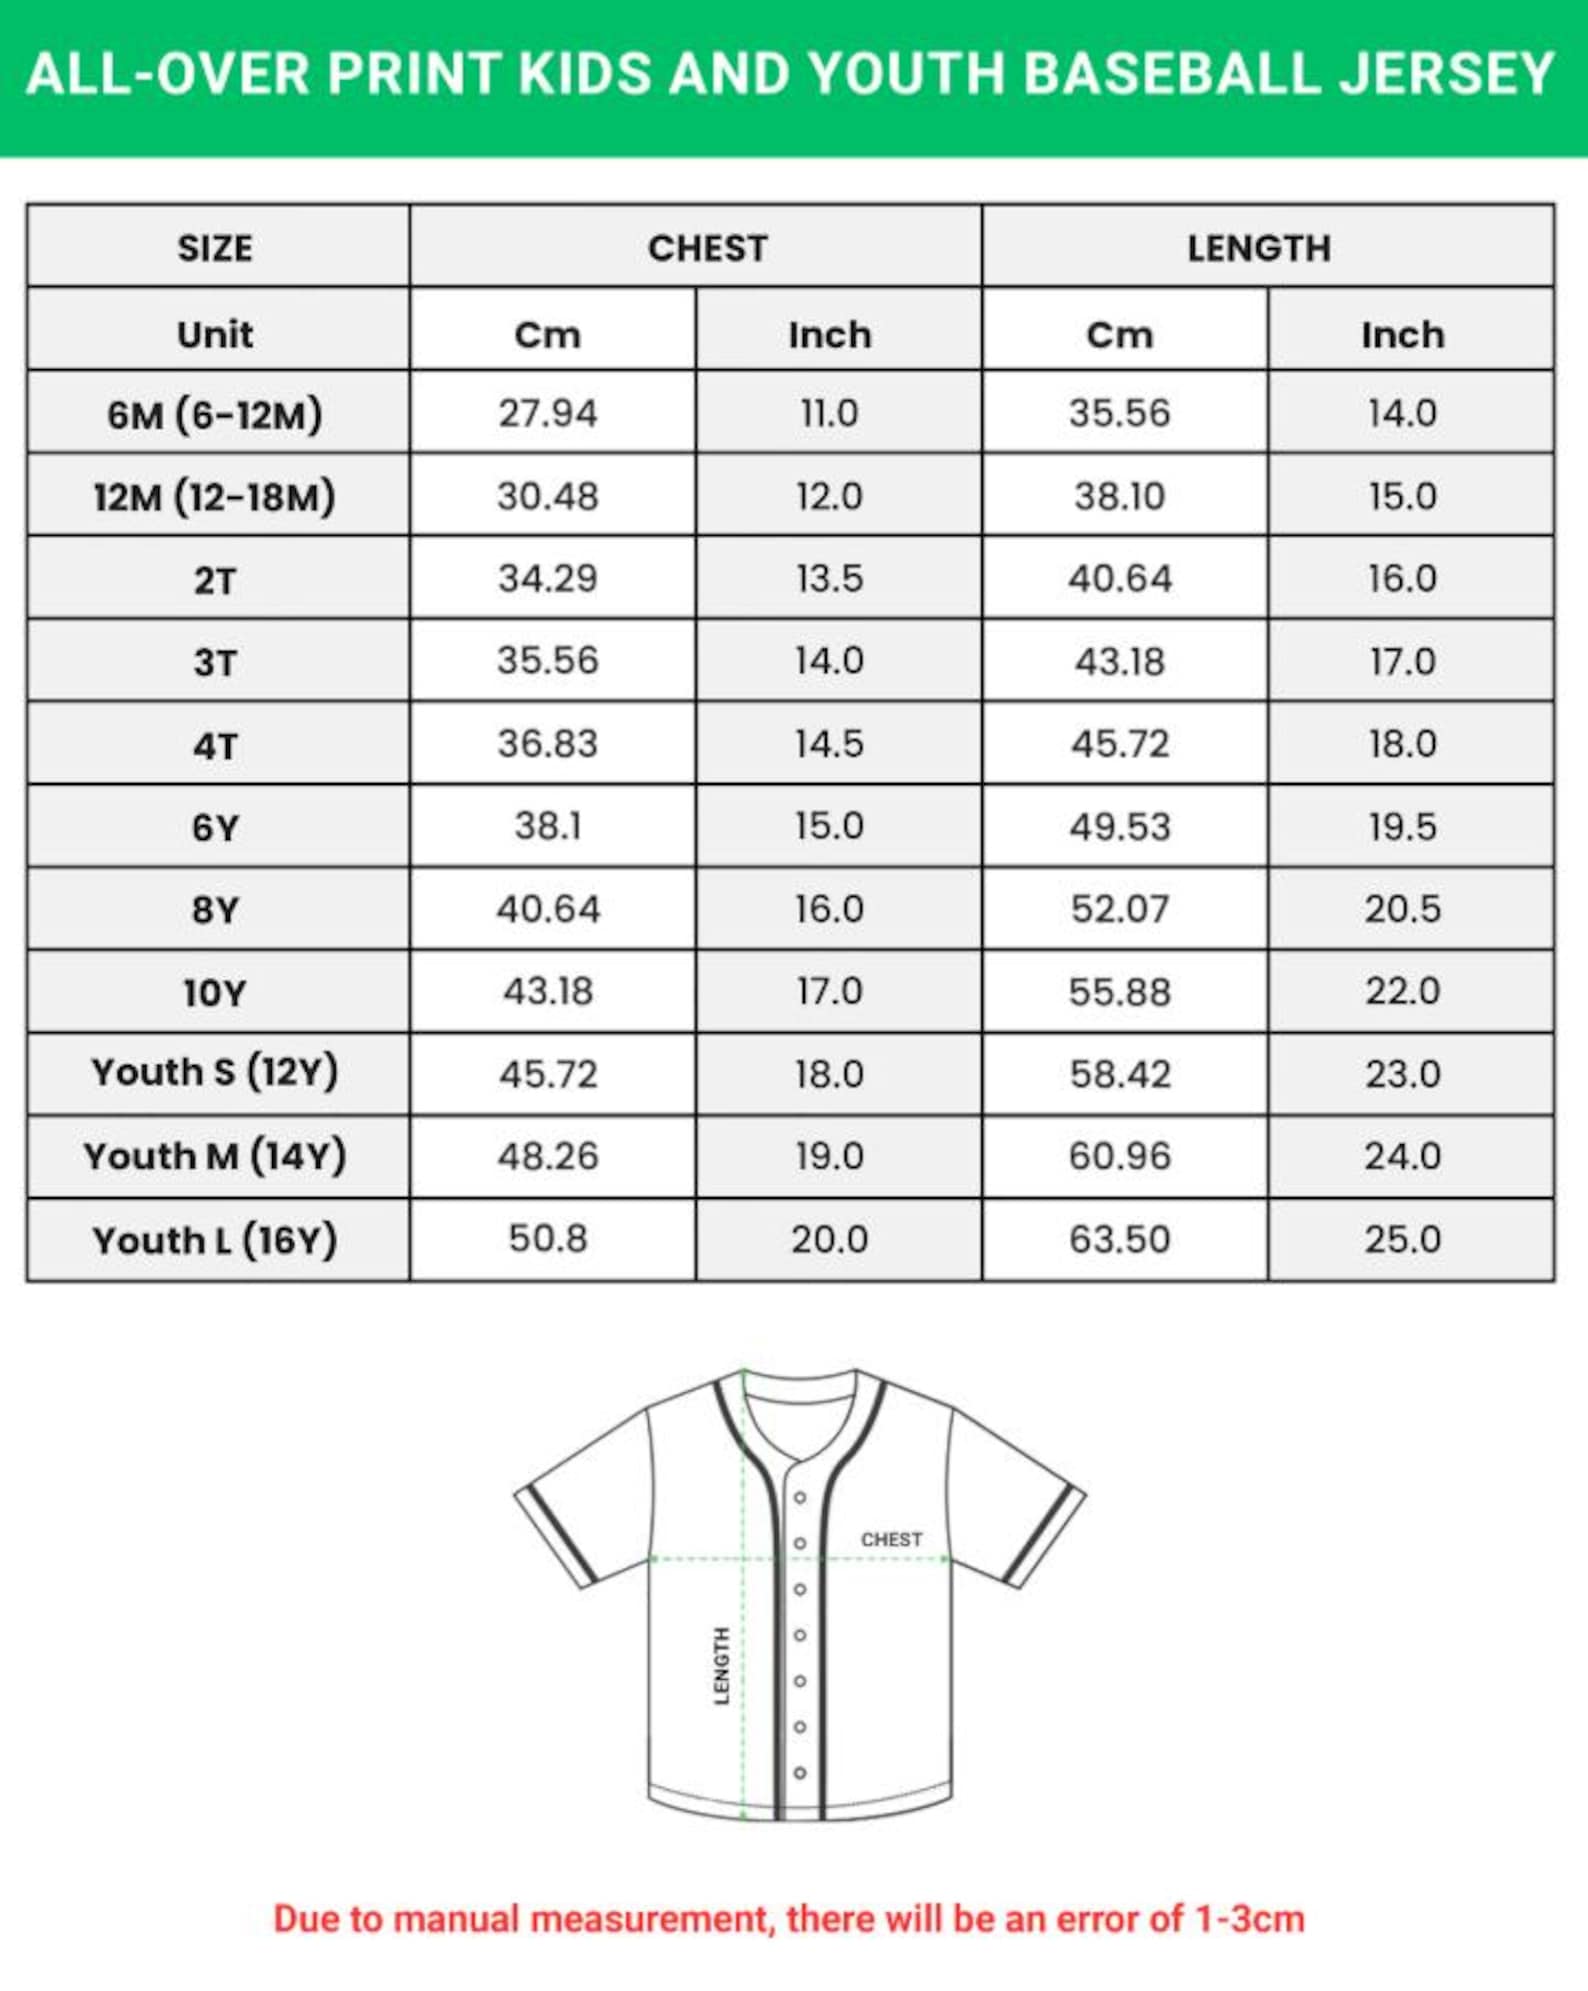 ALL-OVER PRINT KIDS AND YOUTH BASEBALL JERSEY
SIZE CHEST LENGTH
Unit Cm Inch Cm Inch
6M (6-12M) 27.94 11.0 35.56 14.0
12M (12-18M) 30.48 12.0 38.10 15.0
2T 34.29 13.5 40.64 16.0
3T 35.56 14.0 43.18 17.0
4T 36.83 14.5 45.72 18.0
6Y 38.1 15.0 49.53 19.5
8Y 40.64 16.0 52.07 20.5
10Y 43.18 17.0 55.88 22.0
Youth S (12Y) 45.72 18.0 58.42 23.0
Youth M (14Y) 48.26 19.0 60.96 24.0
Youth L (16Y) 50.8 20.0 63.50 25.0
CHEST
LENGTH
Due to manual measurement, there will be an error of 1-3cm